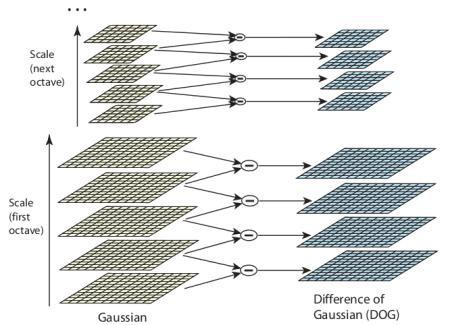 ...
Scale
(next
octave)
Scale
(first
octave)
Gaussian
Difference of
Gaussian (DOG)